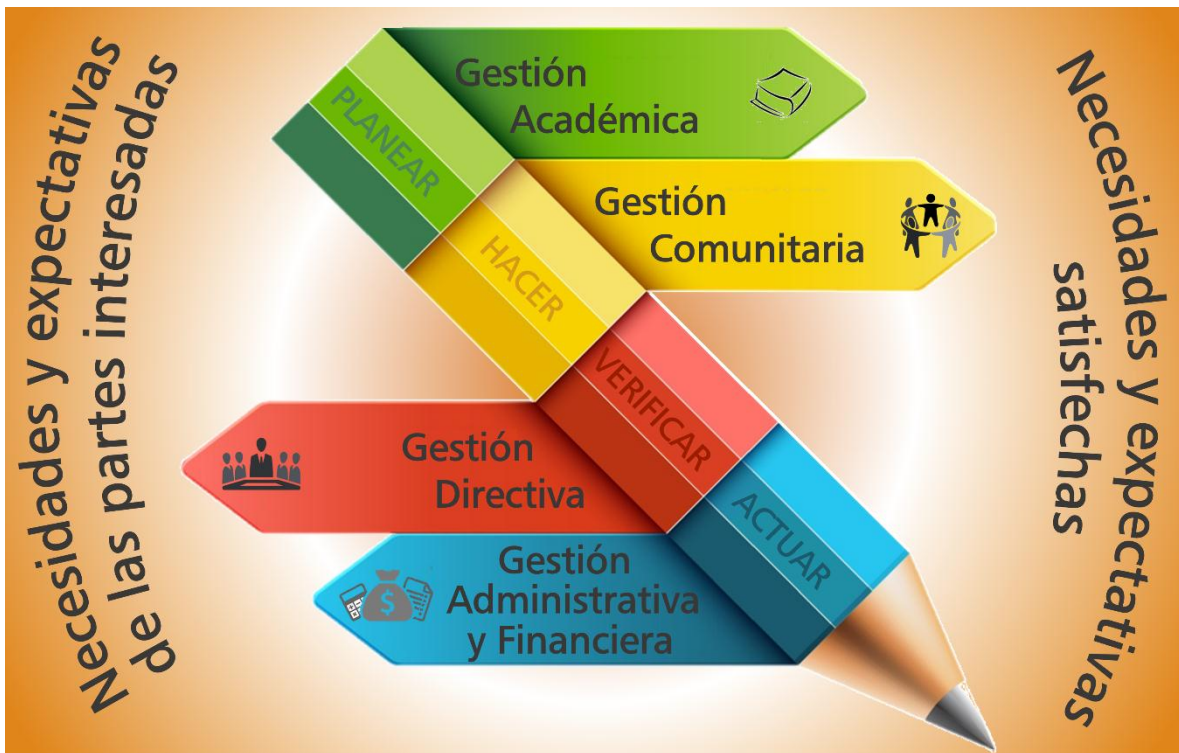 Necesidades y expectativas
de las partes interesadas
PLANEAR
HACER
VERIFICAR
ACTUAR
Gestión
Académica
Gestión
Comunitaria
Gestión
Directiva
Gestión
Administrativa
y Financiera
$
Necesidades y expectativas
satisfechas